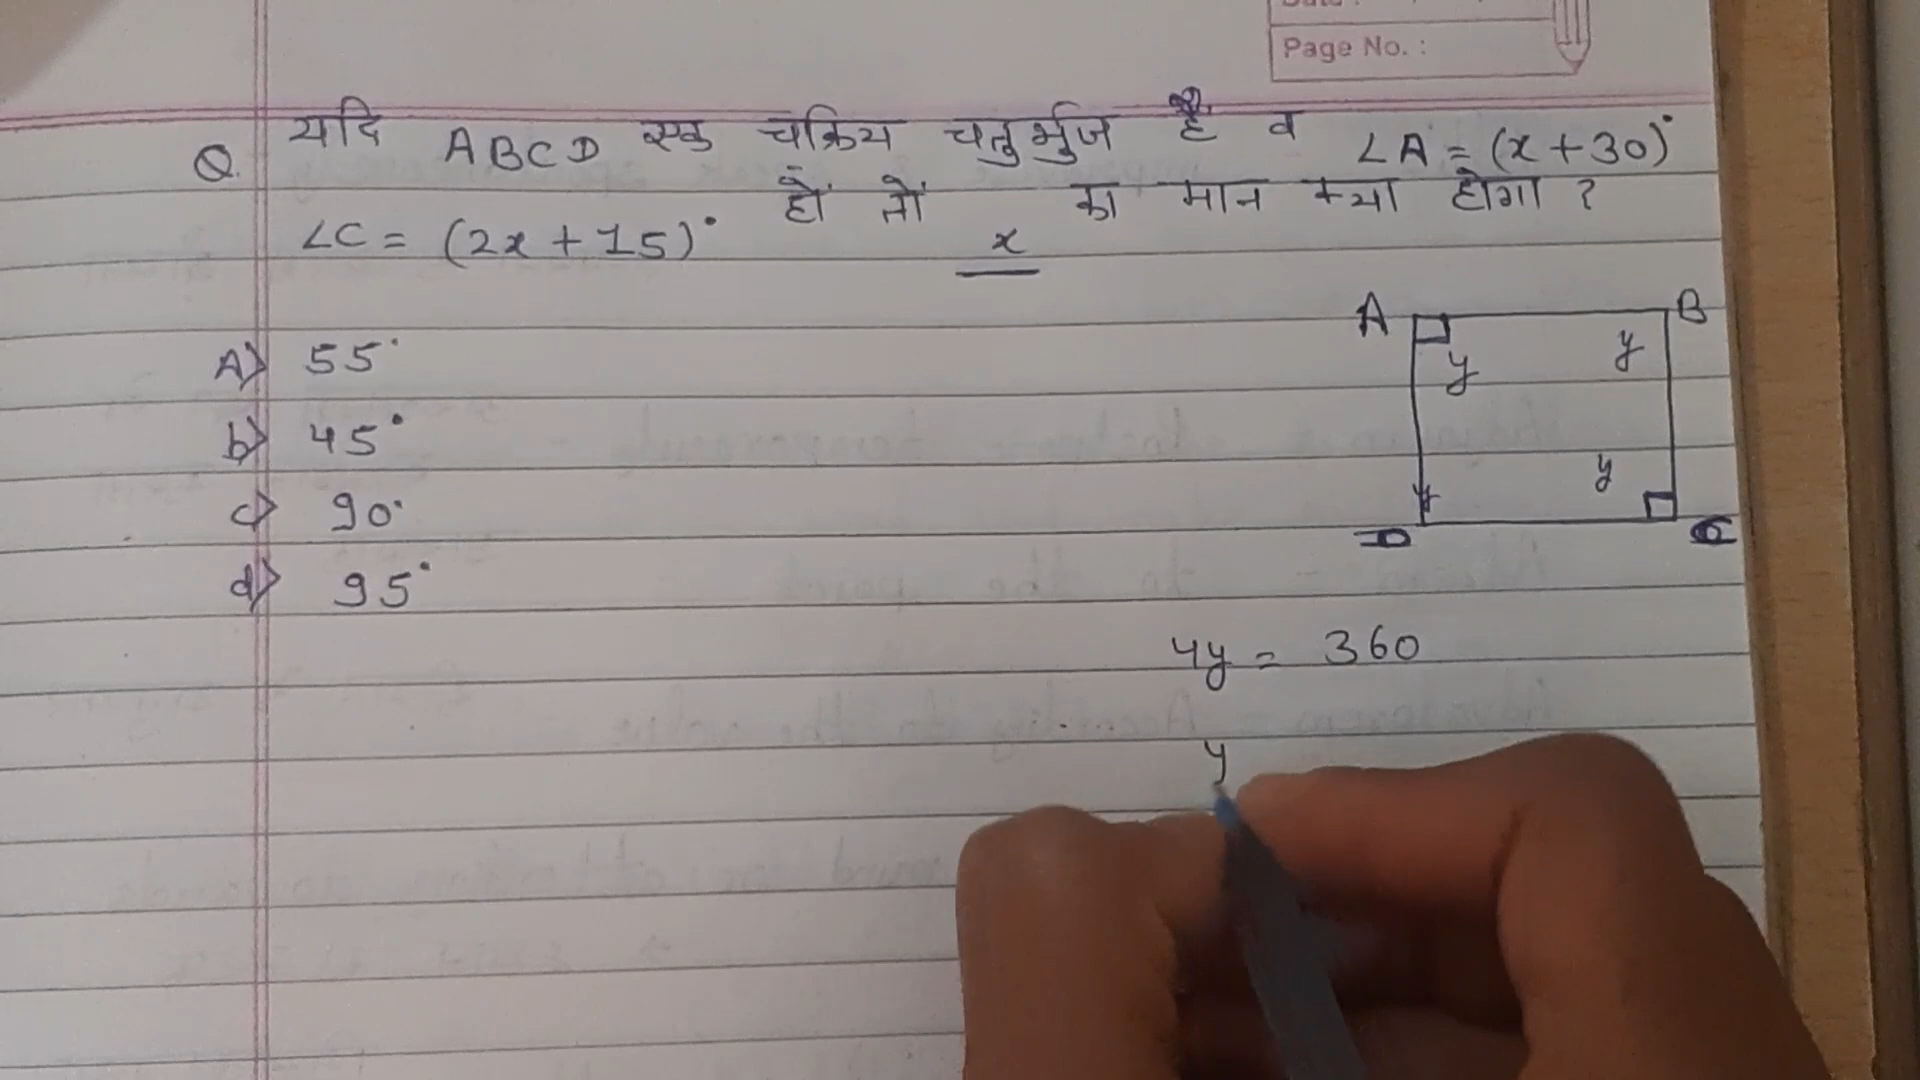 Page No. :
Q. यदि ABCD एक चक्रिय चतुर्भुज है व ∠A = (x+30)°
∠C = (2x+15)° हो तो x का मान क्या होगा ?
A B
y y
A) 55°
b) 45°
y
c) 90°
D
d) 95°
4y = 360
y